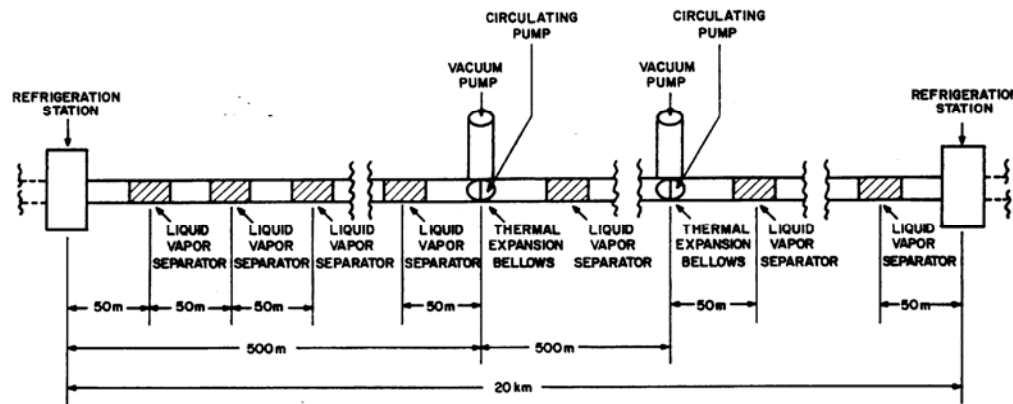 CIRCULATING
PUMP
CIRCULATING
PUMP
VACUUM
PUMP
VACUUM
PUMP
REFRIGERATION
STATION
REFRIGERATION
STATION
LIQUID
VAPOR
SEPARATOR
LIQUID
VAPOR
SEPARATOR
LIQUID
VAPOR
SEPARATOR
LIQUID
VAPOR
SEPARATOR
THERMAL
EXPANSION
BELLOWS
LIQUID
VAPOR
SEPARATOR
THERMAL
EXPANSION
BELLOWS
LIQUID
VAPOR
SEPARATOR
LIQUID
VAPOR
SEPARATOR
50m
50m
50m
50m
50m
50m
500m
500m
20 km